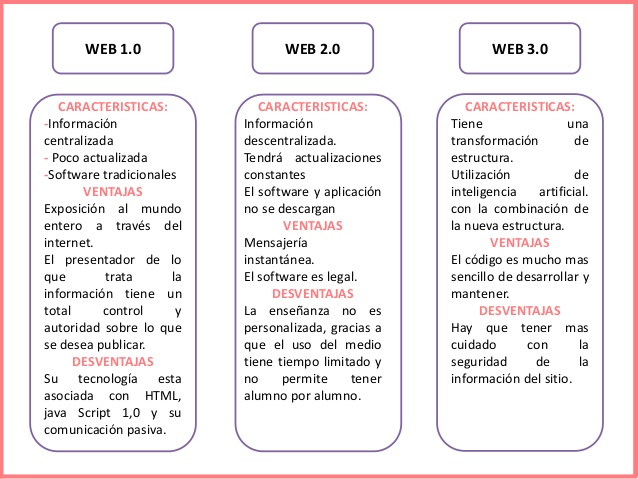 WEB 1.0
CARACTERISTICAS:
-Información
centralizada
- Poco actualizada
-Software tradicionales
VENTAJAS
Exposición al mundo
entero a través del
internet.
El presentador de lo
que trata la
información tiene un
total control y
autoridad sobre lo que
se desea publicar.
DESVENTAJAS
Su tecnología esta
asociada con HTML,
java Script 1,0 y su
comunicación pasiva.
WEB 2.0
CARACTERISTICAS:
Información
descentralizada.
Tendrá actualizaciones
constantes
El software y aplicación
no se descargan
VENTAJAS
Mensajería
instantánea.
El software es legal.
DESVENTAJAS
La enseñanza no es
personalizada, gracias a
que el uso del medio
tiene tiempo limitado y
no permite tener
alumno por alumno.
WEB 3.0
CARACTERISTICAS:
Tiene una
transformación de
estructura.
Utilización de
inteligencia artificial.
con la combinación de
la nueva estructura.
VENTAJAS
El código es mucho mas
sencillo de desarrollar y
mantener.
DESVENTAJAS
Hay que tener mas
cuidado con la
seguridad de la
información del sitio.